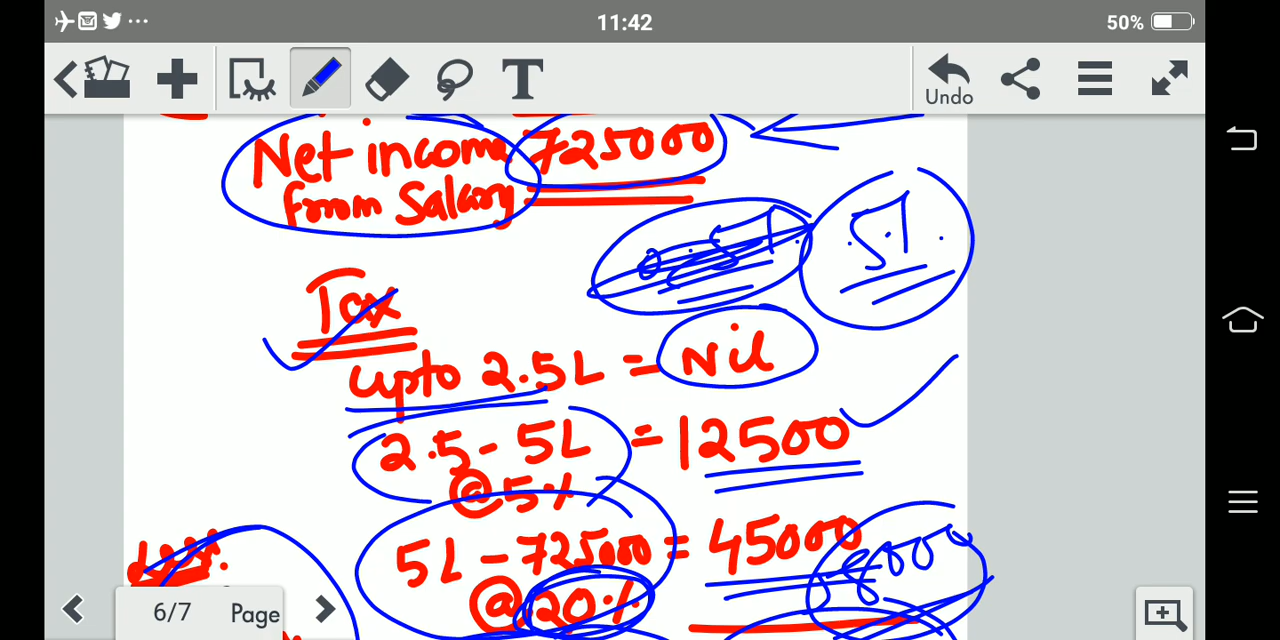 11:42
50%
Undo
Net income 725000
from Salary
Tax
upto 2.5L = Nil
2.5 - 5L = 12500
@5%
5L - 725000 = 45000
@20%
6/7 Page